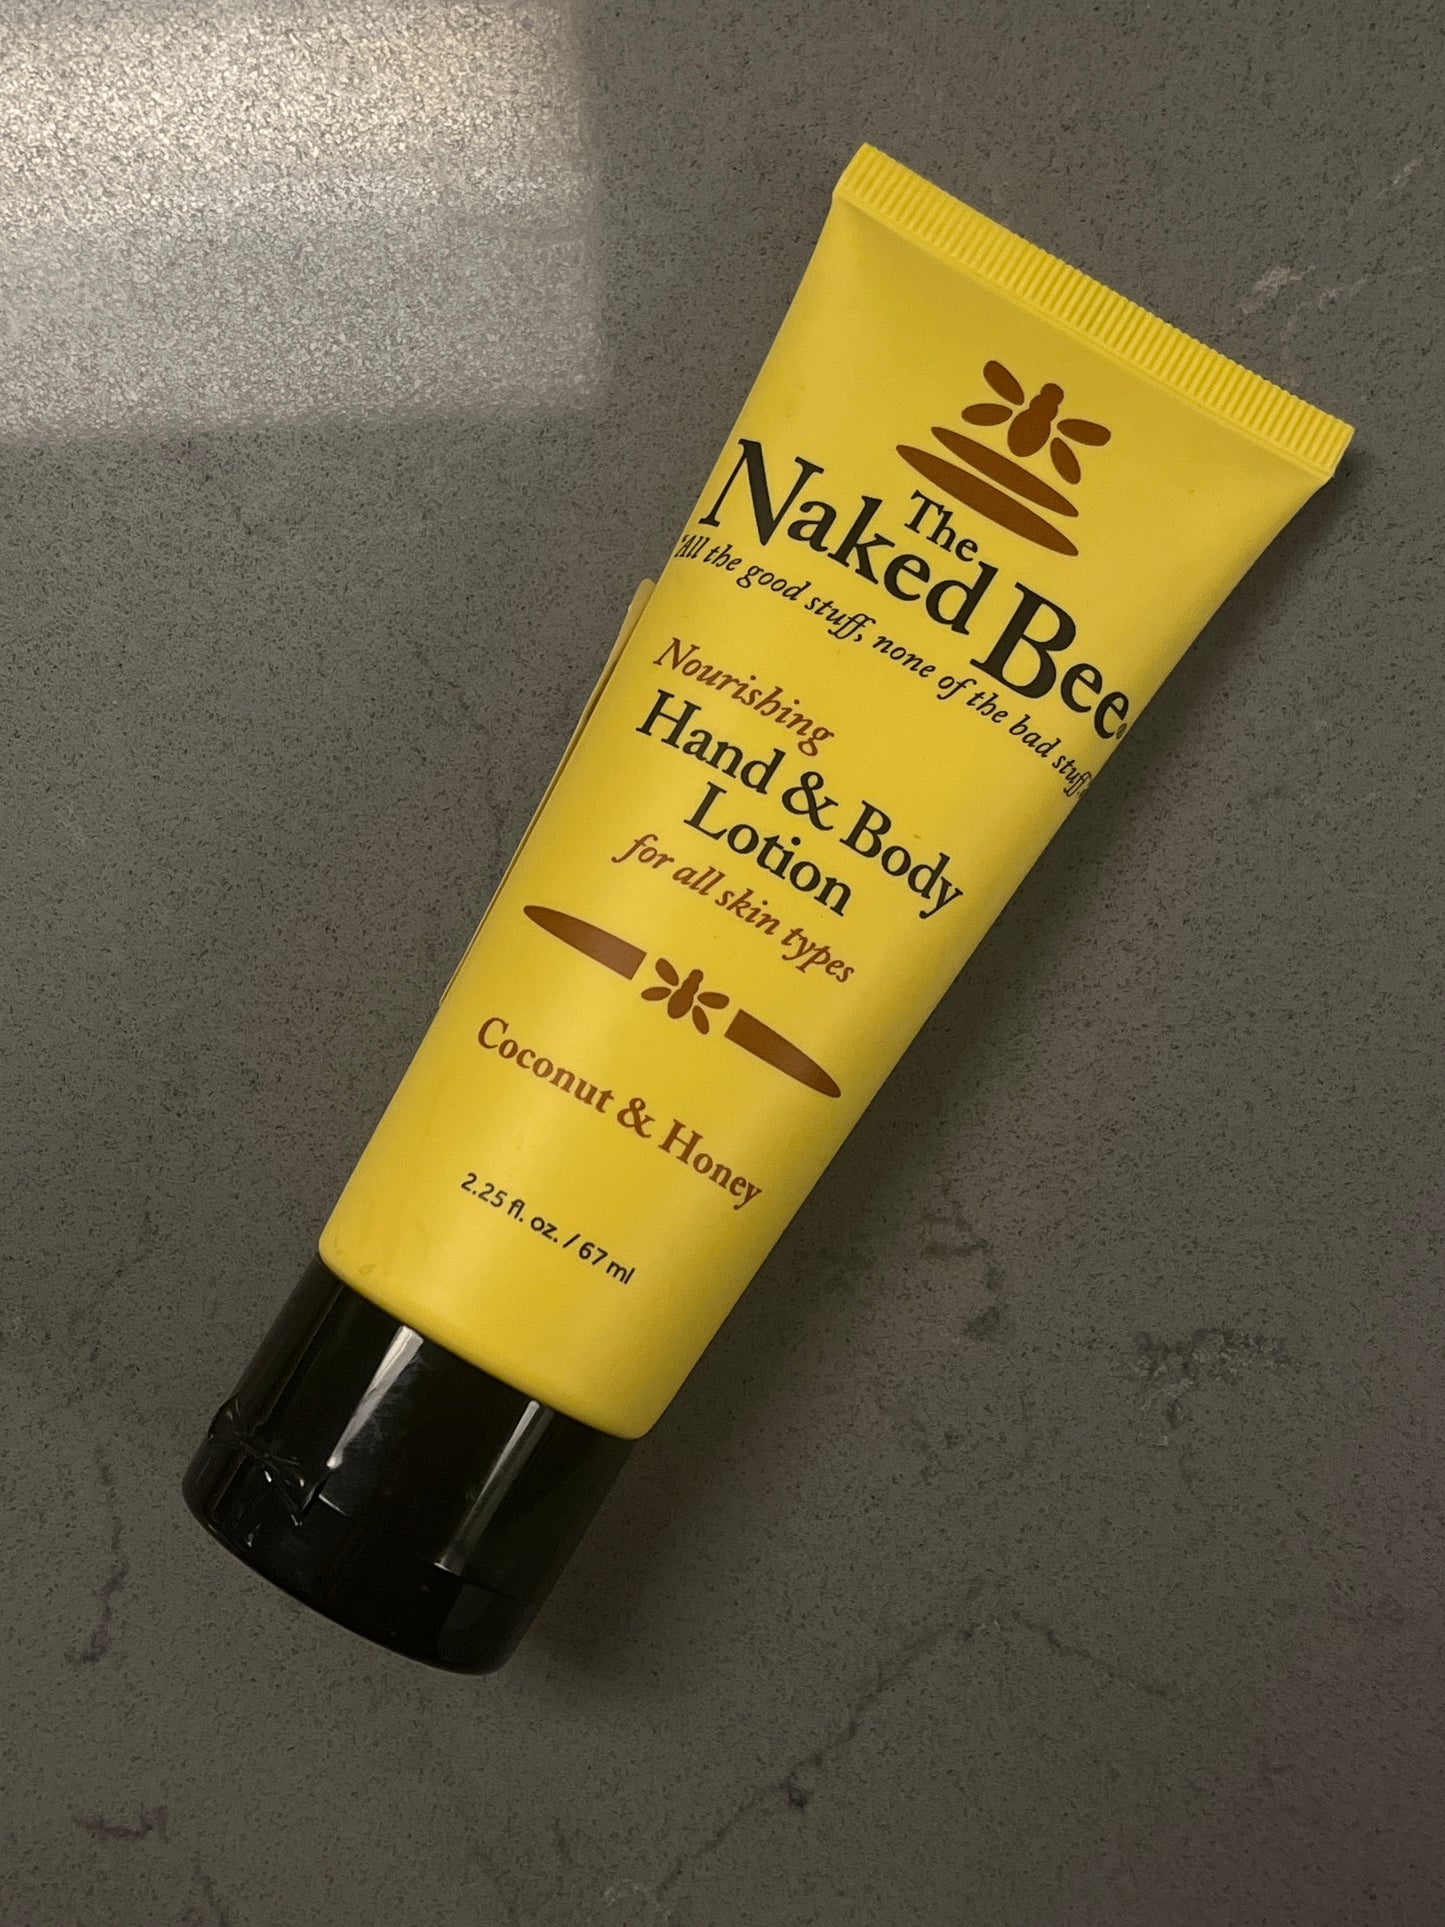 The
Naked Bee®
"All the good stuff, none of the bad stuff.
Nourishing
Hand & Body
Lotion
for all skin types
Coconut & Honey
2.25 fl. oz. / 67 ml